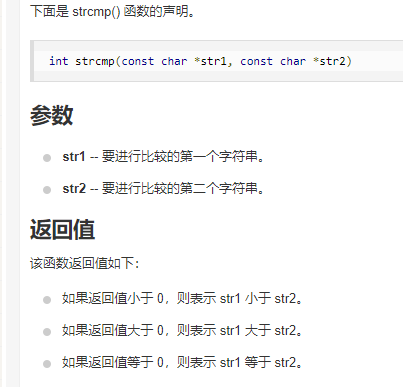 下面是 strcmp() 函数的声明。
int strcmp(const char *str1, const char *str2)
参数
str1 -- 要进行比较的第一个字符串。
str2 -- 要进行比较的第二个字符串。
返回值
该函数返回值如下：
如果返回值小于 0，则表示 str1 小于 str2。
如果返回值大于 0，则表示 str1 大于 str2。
如果返回值等于 0，则表示 str1 等于 str2。